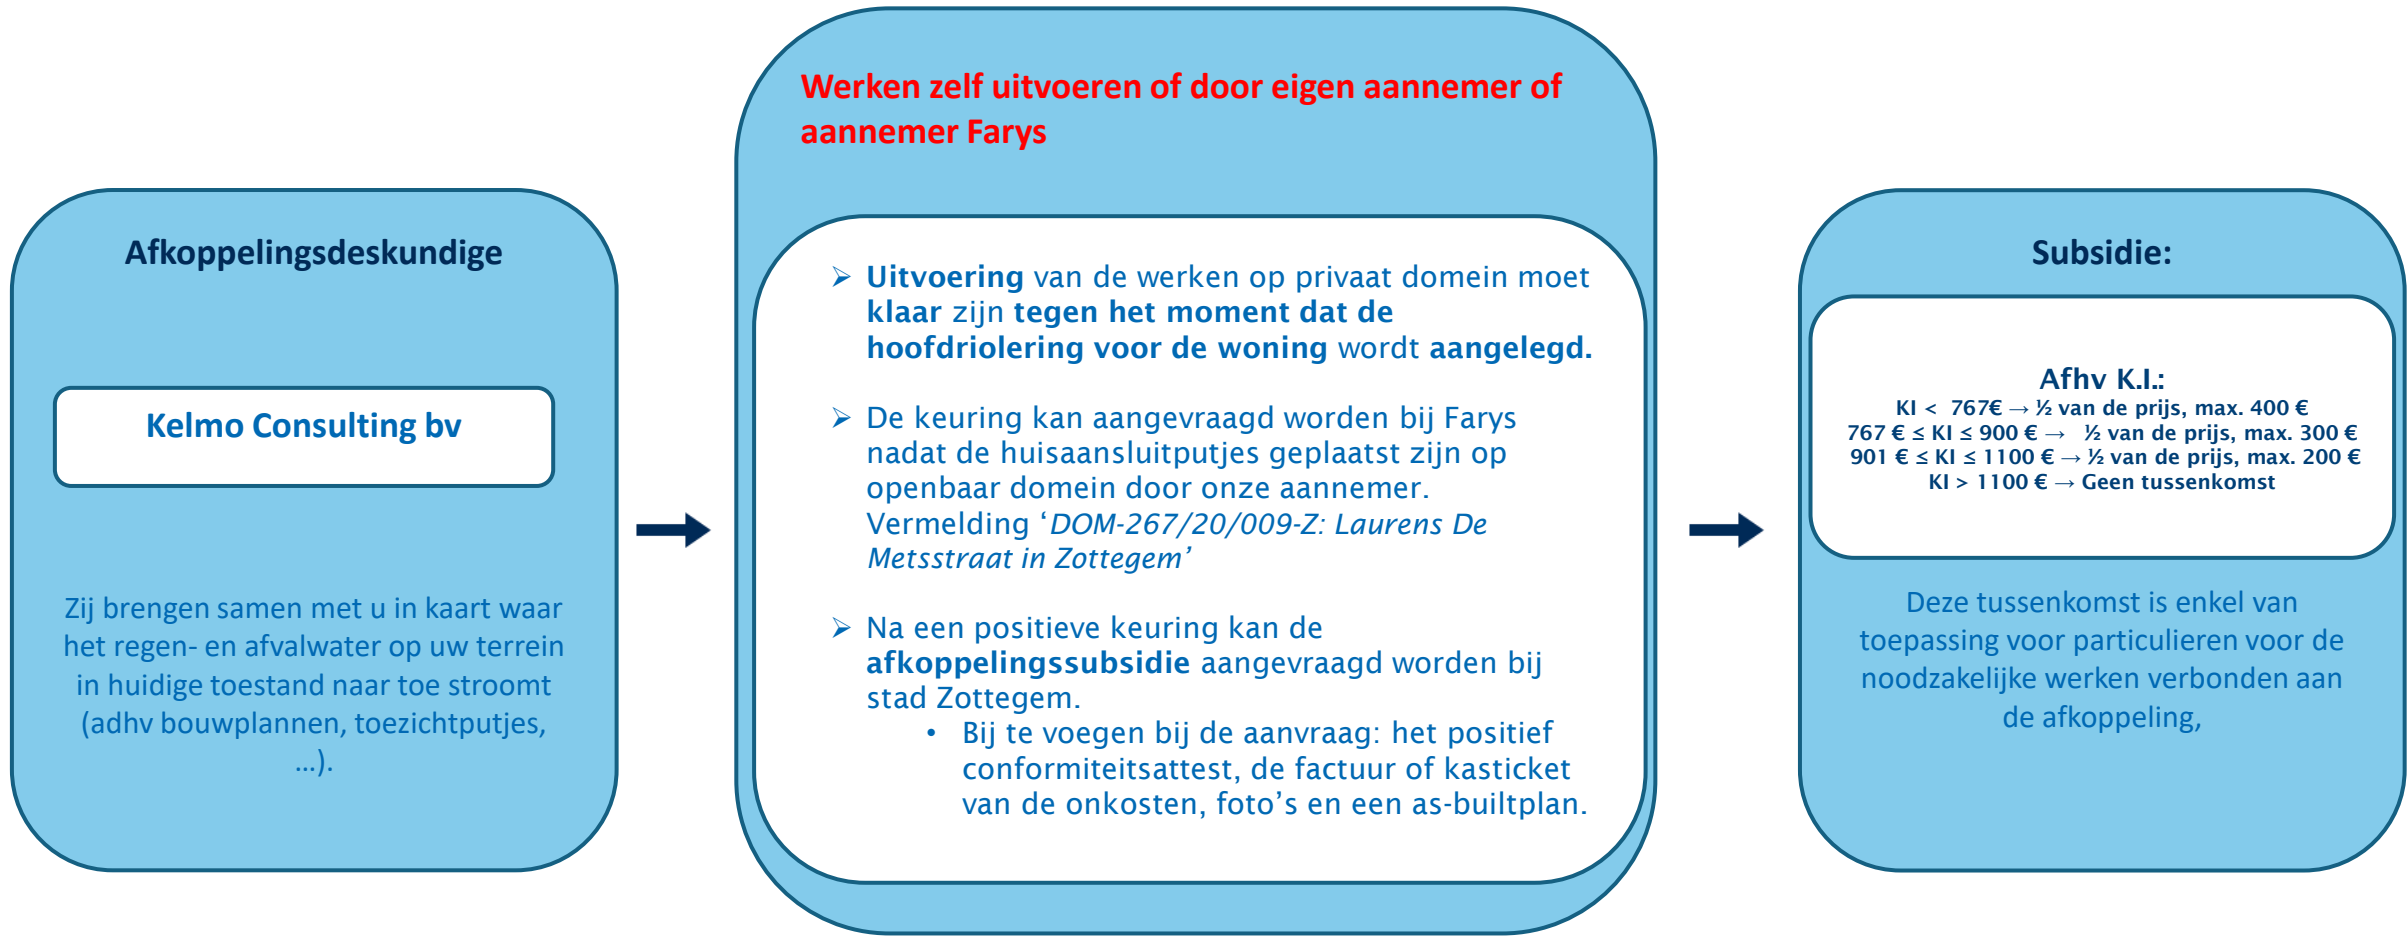 Afkoppelingsdeskundige
Kelmo Consulting bv
Zij brengen samen met u in kaart waar
het regen- en afvalwater op uw terrein
in huidige toestand naar toe stroomt
(adhv bouwplannen, toezichtputjes,
...).
Werken zelf uitvoeren of door eigen aannemer of
aannemer Farys
➢ Uitvoering van de werken op privaat domein moet
klaar zijn tegen het moment dat de
hoofdriolering voor de woning wordt aangelegd.
➢ De keuring kan aangevraagd worden bij Farys
nadat de huisaansluitputjes geplaatst zijn op
openbaar domein door onze aannemer.
Vermelding ‘DOM-267/20/009-Z: Laurens De
Metsstraat in Zottegem’
➢ Na een positieve keuring kan de
afkoppelingssubsidie aangevraagd worden bij
stad Zottegem.
• Bij te voegen bij de aanvraag: het positief
conformiteitsattest, de factuur of kasticket
van de onkosten, foto’s en een as-builtplan.
Subsidie:
Afhv K.I.:
KI < 767€ → ½ van de prijs, max. 400 €
767 € ≤ KI ≤ 900 € → ½ van de prijs, max. 300 €
901 € ≤ KI ≤ 1100 € → ½ van de prijs, max. 200 €
KI > 1100 € → Geen tussenkomst
Deze tussenkomst is enkel van
toepassing voor particulieren voor de
noodzakelijke werken verbonden aan
de afkoppeling,